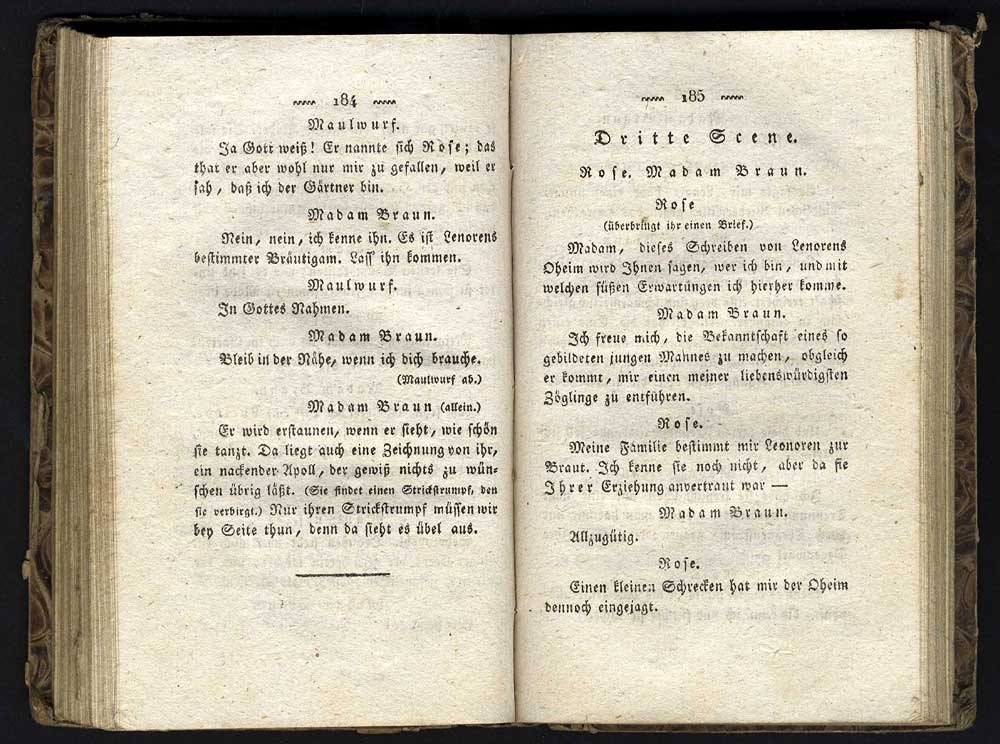 184
Maulwurf.
Ja Gott weiß! Er nannte sich Rose; das
that er aber wohl nur mir zu gefallen, weil er
sah, daß ich der Gärtner bin.
Madam Braun.
Nein, nein, ich kenne ihn. Es ist Lenorens
bestimmter Bräutigam. Lass' ihn kommen.
Maulwurf.
In Gottes Nahmen.
Madam Braun.
Bleib in der Nähe, wenn ich dich brauche.
(Maulwurf ab.)
Madam Braun (allein.)
Er wird erstaunen, wenn er sieht, wie schön
sie tanzt. Da liegt auch eine Zeichnung von ihr,
ein nackender Apoll, der gewiß nichts zu wün-
schen übrig läßt. (Sie findet einen Strickstrumpf, den
sie verbirgt.) Nur ihren Strickstrumpf müssen wir
bey Seite thun, denn da sieht es übel aus.
185
Dritte Scene.
Rose. Madam Braun.
Rose
(überbringt ihr einen Brief.)
Madam, dieses Schreiben von Lenorens
Oheim wird Ihnen sagen, wer ich bin, und mit
welchen süßen Erwartungen ich hierher komme.
Madam Braun.
Ich freue mich, die Bekanntschaft eines so
gebildeten jungen Mannes zu machen, obgleich
er kommt, mir einen meiner liebenswürdigsten
Zöglinge zu entführen.
Rose.
Meine Familie bestimmt mir Leonoren zur
Braut. Ich kenne sie noch nicht, aber da sie
Ihrer Erziehung anvertraut war —
Madam Braun.
Allzugütig.
Rose.
Einen kleinen Schrecken hat mir der Oheim
dennoch eingejagt.